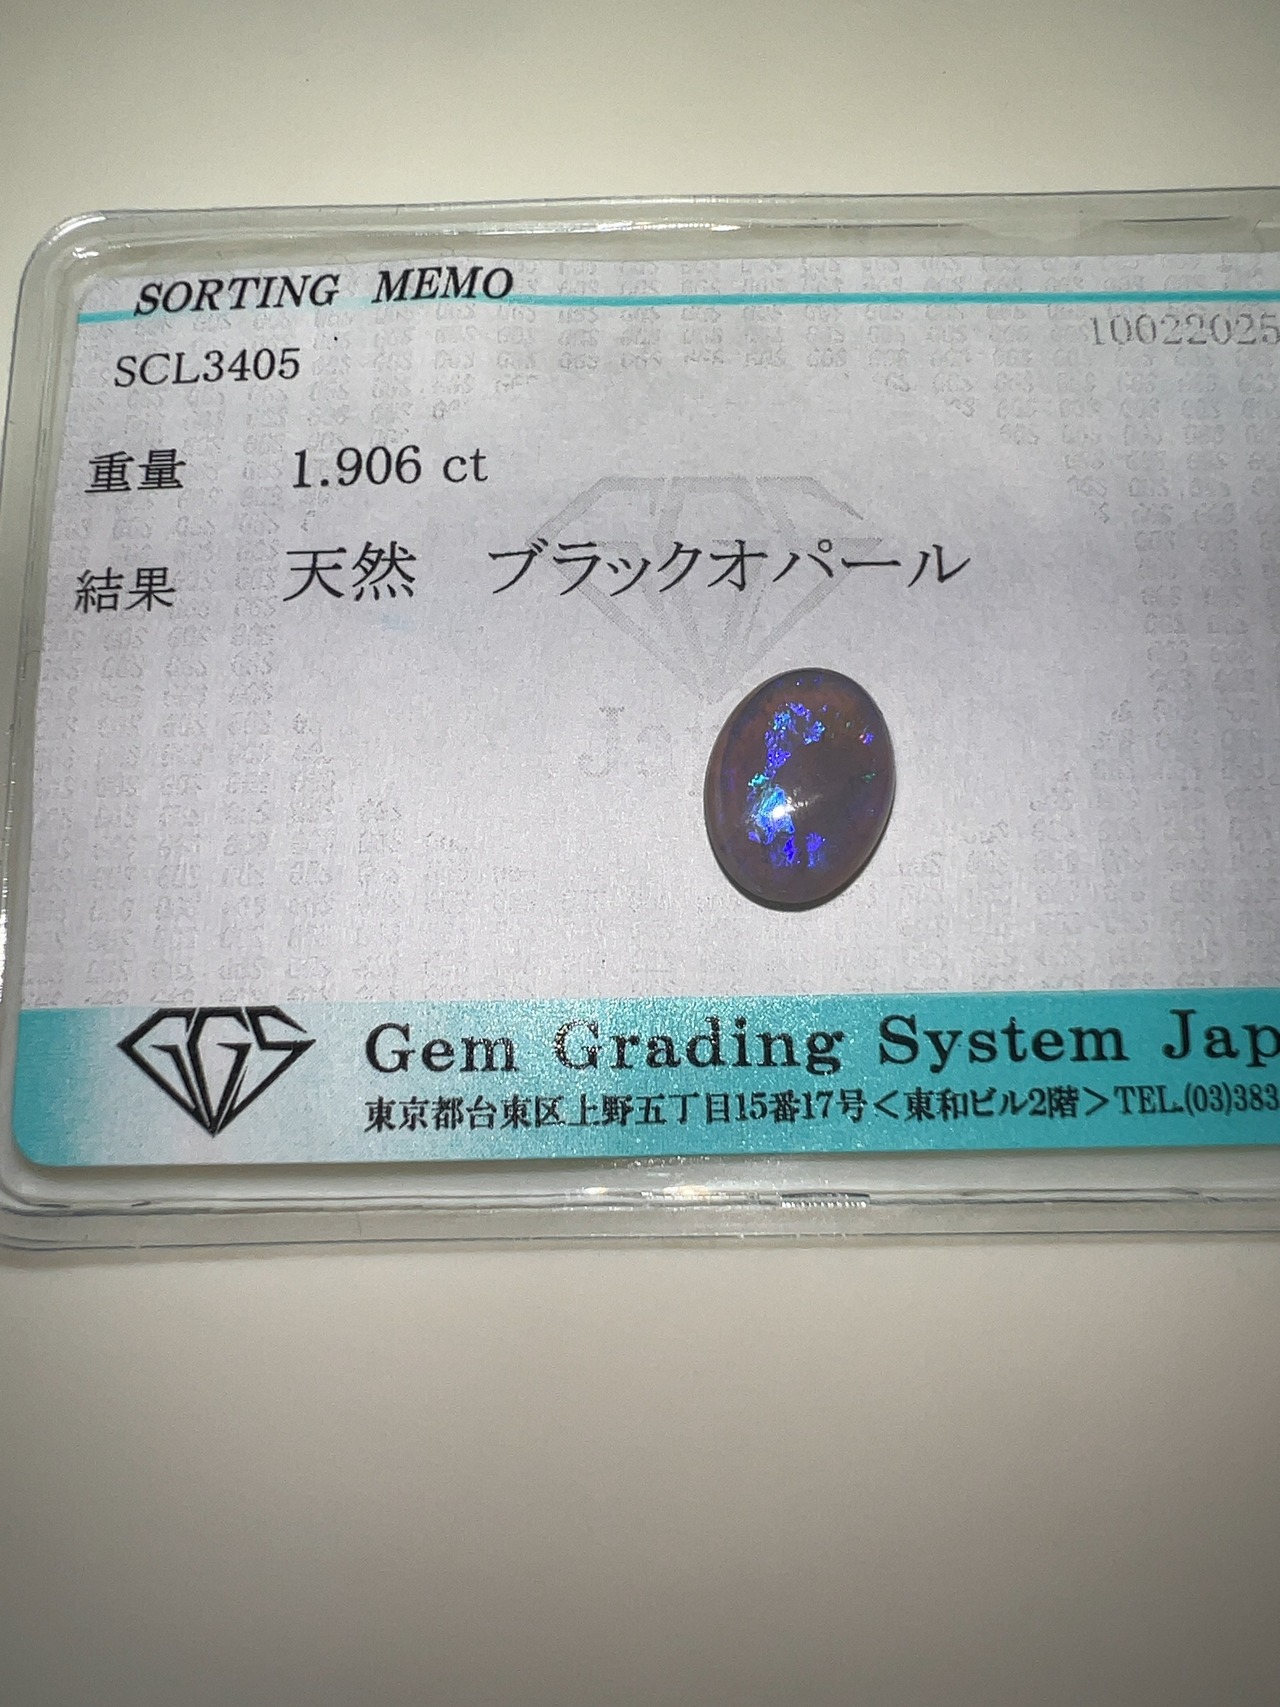 SORTING MEMO
SCL3405
10022025
重量 1.906 ct
結果 天然 ブラックオパール
GGS
Gem Grading System Jap
東京都台東区上野五丁目15番17号＜東和ビル2階＞TEL.(03)383